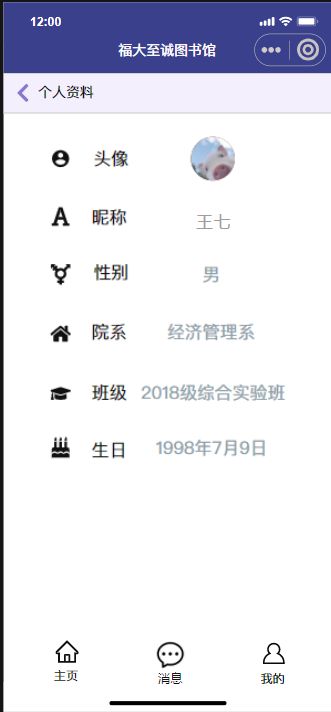 12:00
福大至诚图书馆
个人资料
头像
昵称 王七
性别 男
院系 经济管理系
班级 2018级综合实验班
生日 1998年7月9日
主页 消息 我的